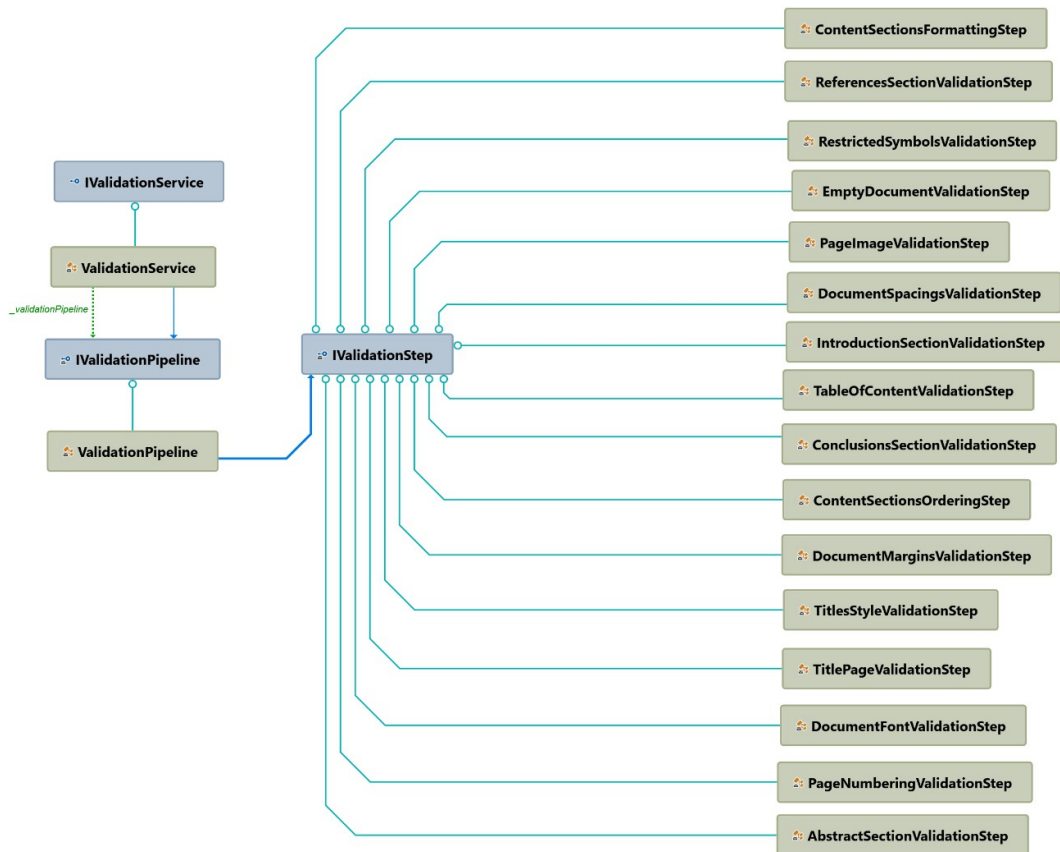 IValidationService
ValidationService
_validationPipeline
IValidationPipeline
ValidationPipeline
IValidationStep
ContentSectionsFormattingStep
ReferencesSectionValidationStep
RestrictedSymbolsValidationStep
EmptyDocumentValidationStep
PageImageValidationStep
DocumentSpacingsValidationStep
IntroductionSectionValidationStep
TableOfContentValidationStep
ConclusionsSectionValidationStep
ContentSectionsOrderingStep
DocumentMarginsValidationStep
TitlesStyleValidationStep
TitlePageValidationStep
DocumentFontValidationStep
PageNumberingValidationStep
AbstractSectionValidationStep